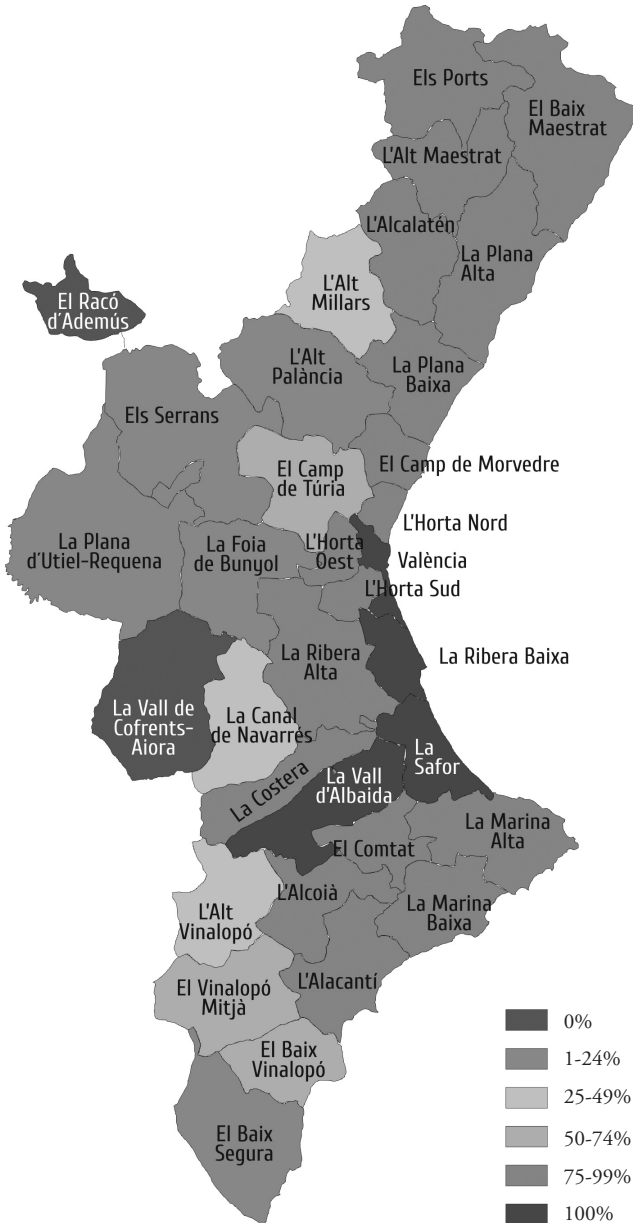 Els Ports
El Baix
Maestrat
L'Alt Maestrat
L'Alcalatén
La Plana
Alta
L'Alt
Millars
El Racó
d´Ademús
L'Alt
Palància
La Plana
Baixa
Els Serrans
El Camp
de Túria
El Camp de Morvedre
L'Horta Nord
La Plana
d'Utiel-Requena
La Foia
de Bunyol
L'Horta
Oest
València
L'Horta Sud
La Ribera
Alta
La Ribera Baixa
La Vall de
Cofrents-
Aiora
La Canal
de Navarrés
La
Safor
La Costera
La Vall
d'Albaida
La Marina
Alta
El Comtat
L'Alcoià
La Marina
Baixa
L'Alt
Vinalopó
L'Alacantí
El Vinalopó
Mitjà
El Baix
Vinalopó
El Baix
Segura
0%
1-24%
25-49%
50-74%
75-99%
100%